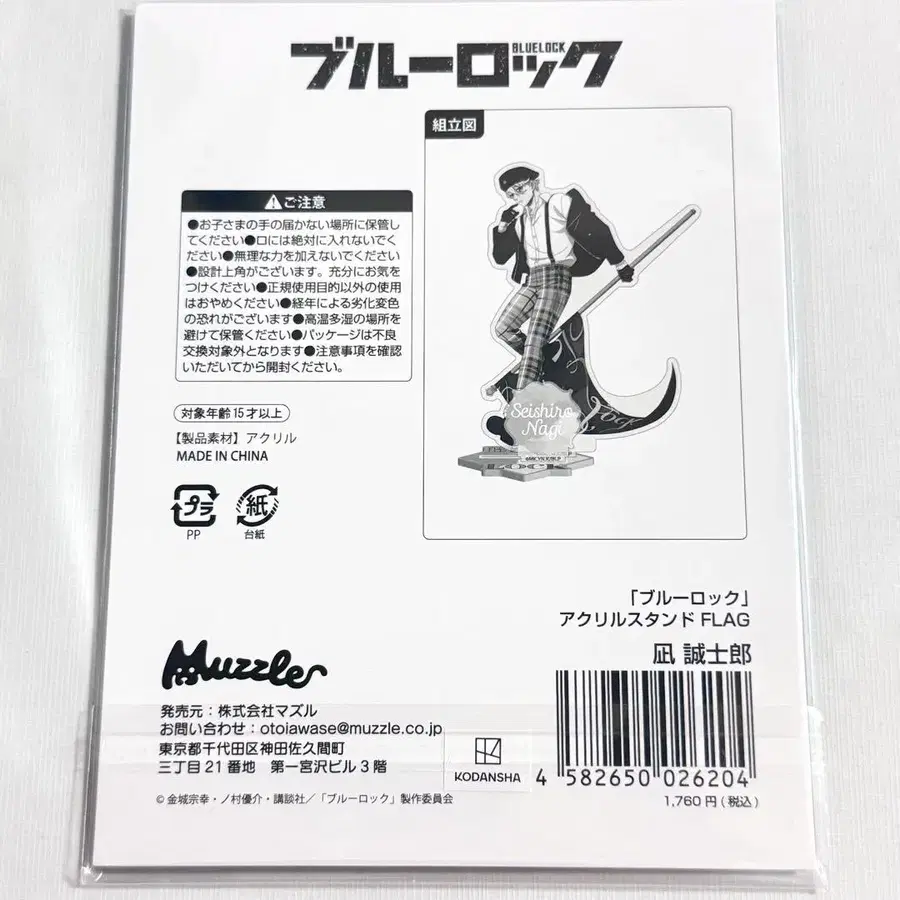 ブルーロック
BLUELOCK
組立図
ご注意
●お子さまの手の届かない場所に保管し
てください●口には絶対に入れないでく
ださい●無理な力を加えないでください
●設計上角がございます。充分にお気を
つけください●正規使用目的以外の使用
はおやめください●経年による劣化変色
の恐れがございます●高温多湿の場所を
避けて保管ください●パッケージは不良
交換対象外となります●注意事項を確認
いただいてから開封ください。
対象年齢15才以上
【製品素材】アクリル
MADE IN CHINA
プラ
PP
紙
台紙
Seishiro
Nagi
LOCK
「ブルーロック」
アクリルスタンド FLAG
凪 誠士郎
Muzzle
発売元：株式会社マズル
お問い合わせ：otoiawase@muzzle.co.jp
東京都千代田区神田佐久間町
三丁目21番地 第一宮沢ビル3階
KODANSHA
4 582650 026204
1,760円(税込)
© 金城宗幸・ノ村優介・講談社／「ブルーロック」製作委員会